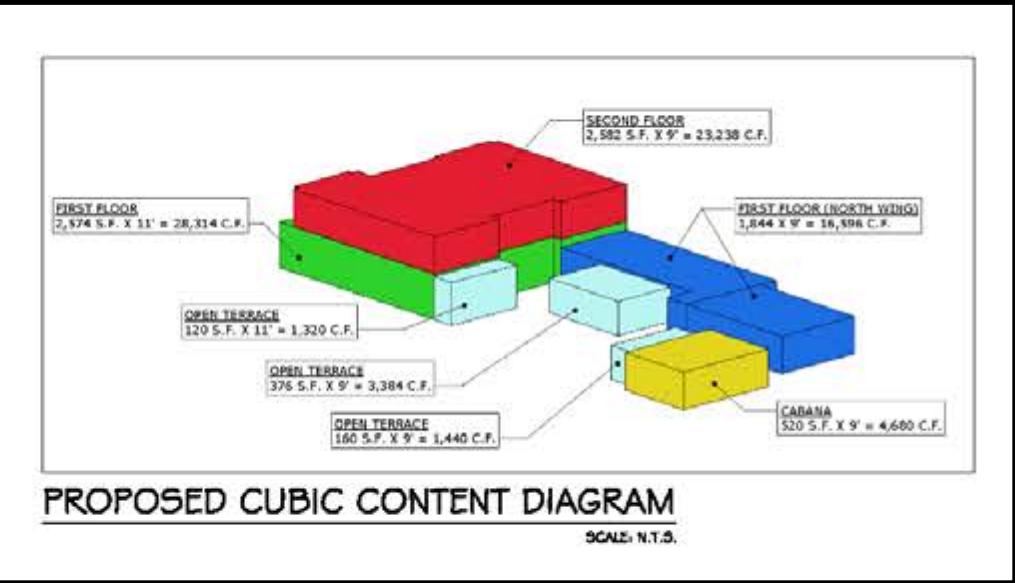 SECOND FLOOR
2,582 S.F. X 9' = 23,238 C.F.
FIRST FLOOR
2,574 S.F. X 11' = 28,314 C.F.
FIRST FLOOR (NORTH WING)
1,844 X 9' = 16,596 C.F.
OPEN TERRACE
120 S.F. X 11' = 1,320 C.F.
OPEN TERRACE
376 S.F. X 9' = 3,384 C.F.
OPEN TERRACE
160 S.F. X 9' = 1,440 C.F.
CABANA
520 S.F. X 9' = 4,680 C.F.
PROPOSED CUBIC CONTENT DIAGRAM
SCALE: N.T.S.